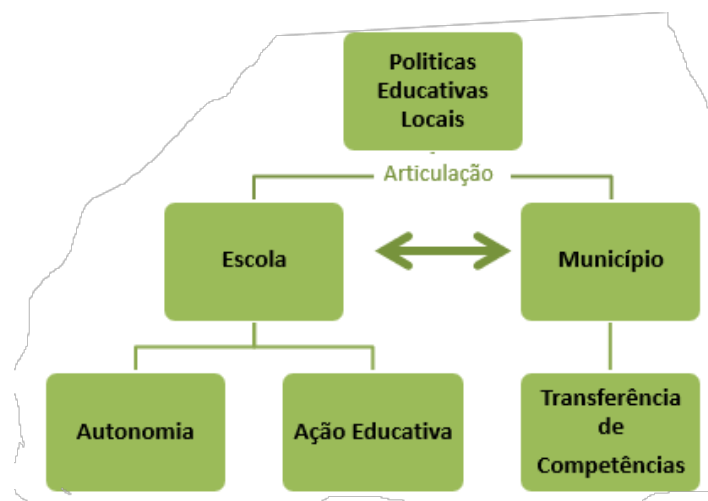 Politicas
Educativas
Locais
Articulação
Escola
Município
Autonomia
Ação Educativa
Transferência
de
Competências